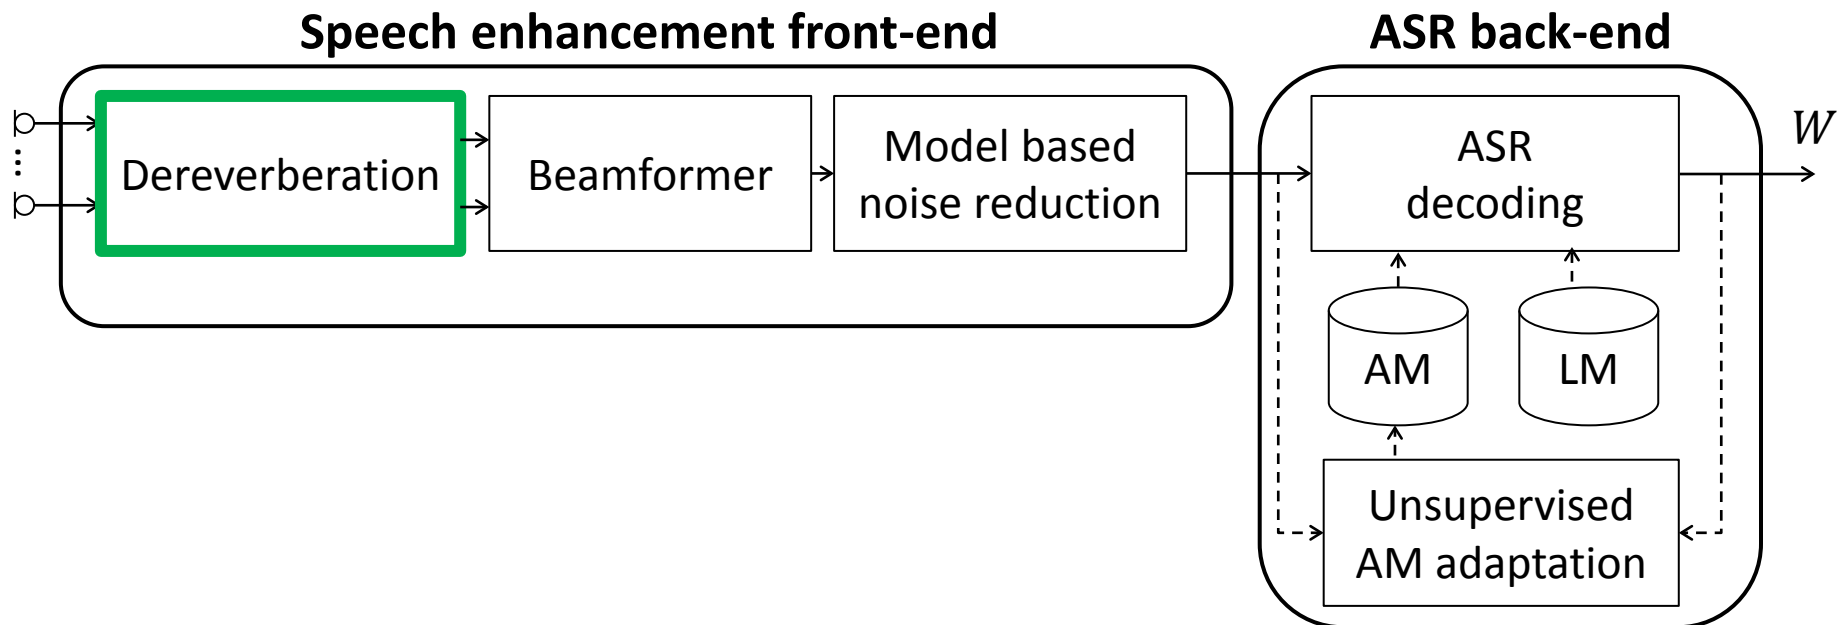 Speech enhancement front-end
ASR back-end
...
Dereverberation
Beamformer
Model based
noise reduction
ASR
decoding
W
AM
LM
Unsupervised
AM adaptation